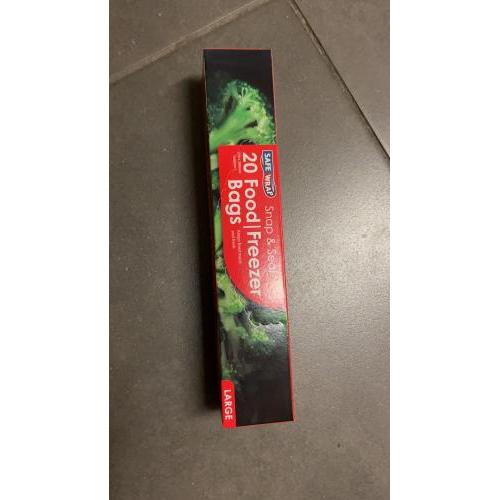 SAFE WRAP
Snap & Seal
20 Food|Freezer
Bags
LARGE